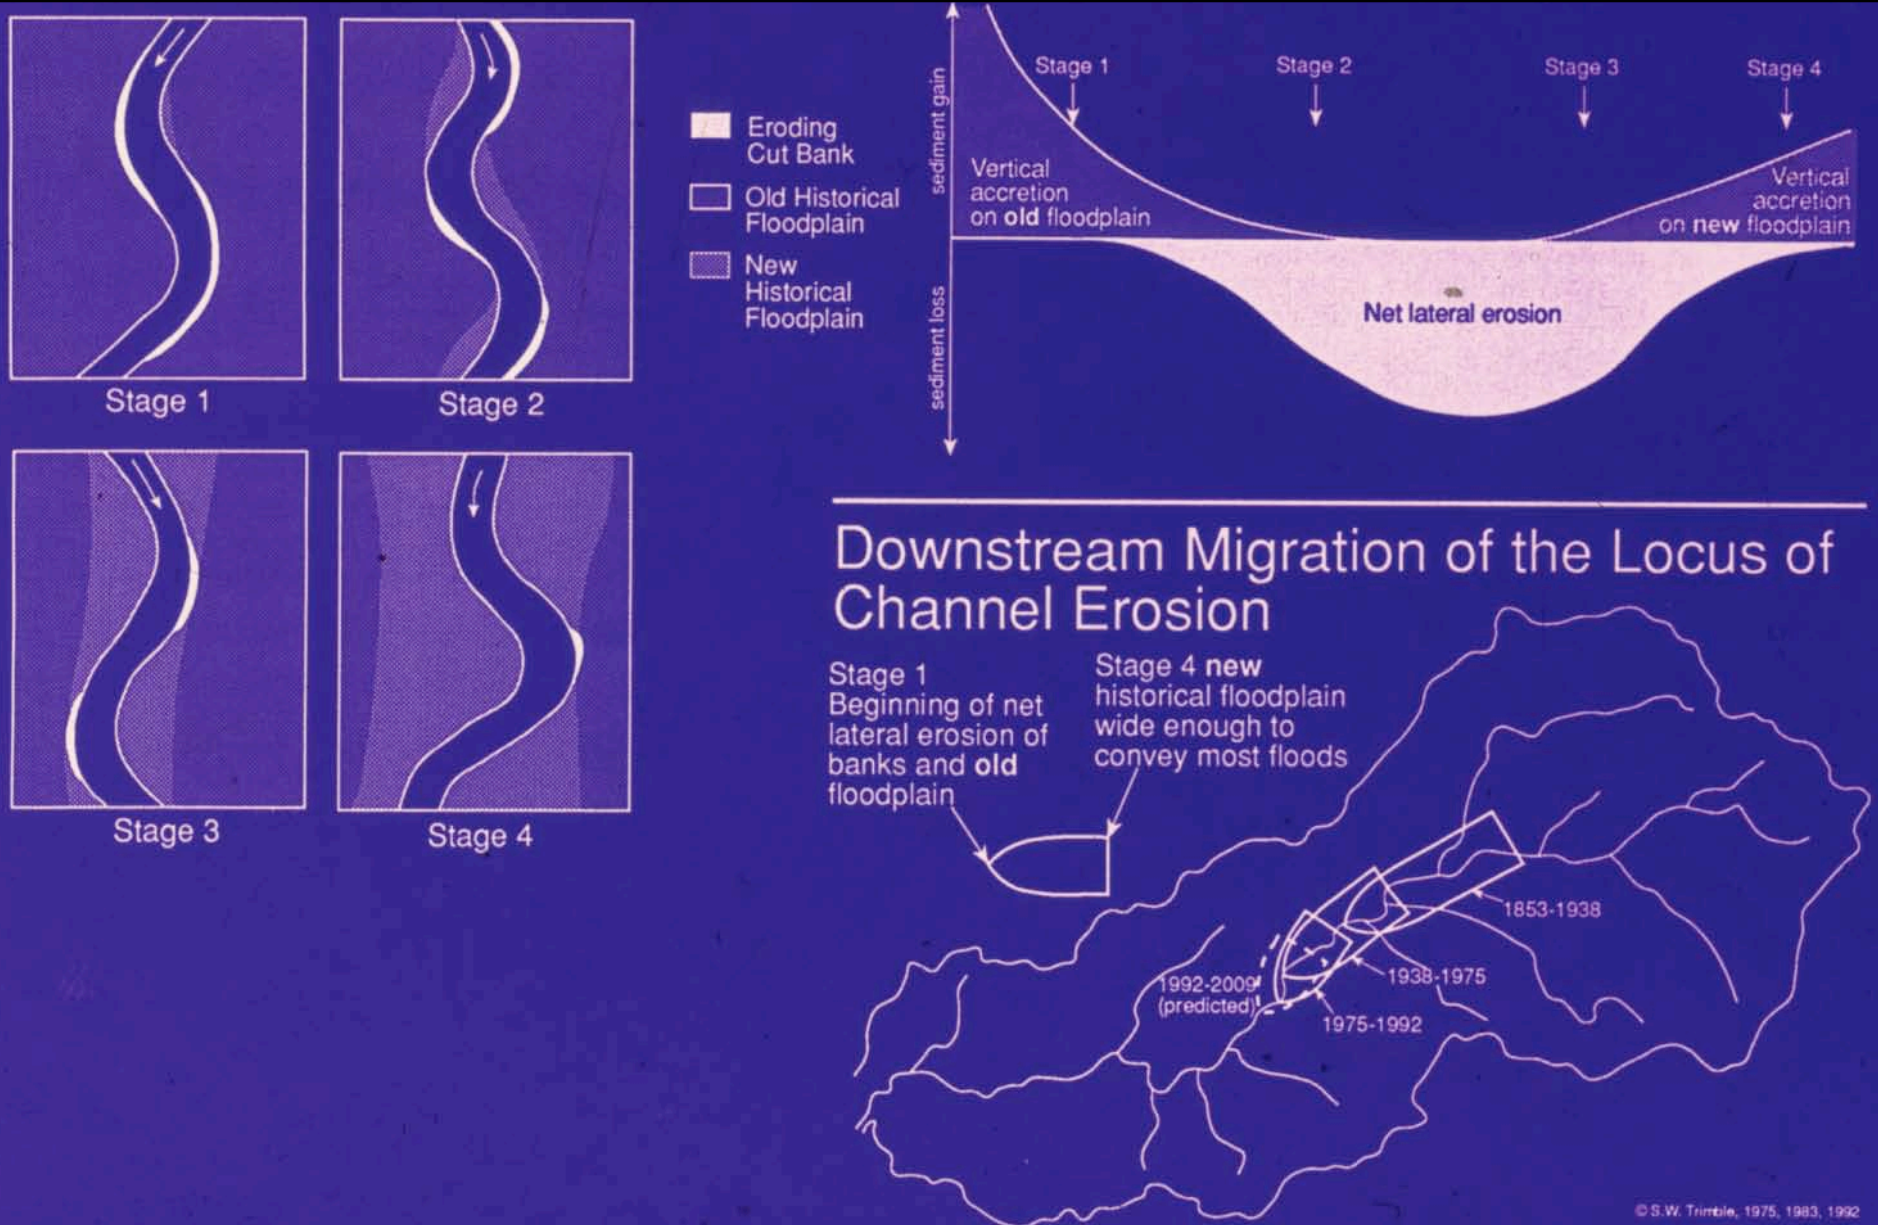 Stage 1
Stage 2
Stage 3
Stage 4
Eroding
Cut Bank
Old Historical
Floodplain
New
Historical
Floodplain
sediment gain
sediment loss
Stage 1
Stage 2
Stage 3
Stage 4
Vertical
accretion
on old floodplain
Vertical
accretion
on new floodplain
Net lateral erosion
Downstream Migration of the Locus of
Channel Erosion
Stage 1
Beginning of net
lateral erosion of
banks and old
floodplain
Stage 4 new
historical floodplain
wide enough to
convey most floods
1853-1938
1938-1975
1975-1992
1992-2009
(predicted)
© S.W. Trimble, 1975, 1983, 1992